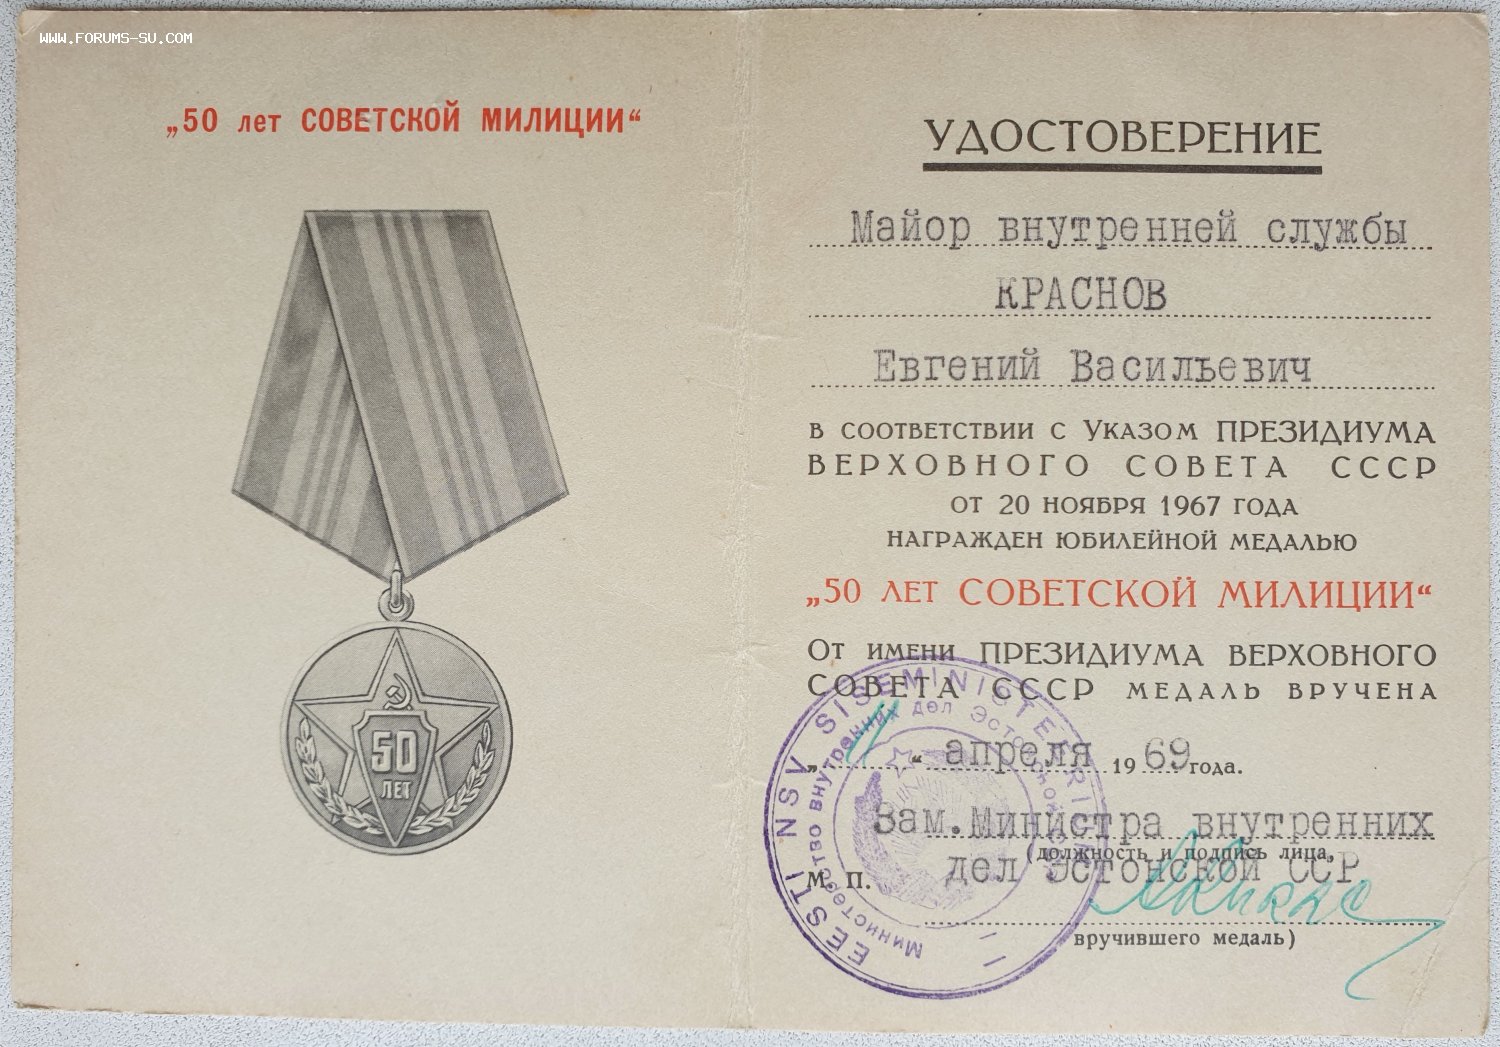 WWW.FORUMS-SU.COM
„50 лет СОВЕТСКОЙ МИЛИЦИИ“
50
ЛЕТ
УДОСТОВЕРЕНИЕ
Майор внутренней службы
КРАСНОВ
Евгений Васильевич
В СООТВЕТСТВИИ С УКАЗОМ ПРЕЗИДИУМА
ВЕРХОВНОГО СОВЕТА СССР
ОТ 20 НОЯБРЯ 1967 ГОДА
НАГРАЖДЕН ЮБИЛЕЙНОЙ МЕДАЛЬЮ
„50 ЛЕТ СОВЕТСКОЙ МИЛИЦИИ“
ОТ ИМЕНИ ПРЕЗИДИУМА ВЕРХОВНОГО
СОВЕТА СССР МЕДАЛЬ ВРУЧЕНА
„11“ апреля 1969 года.
Зам.Министра внутренних
(должность и подпись лица,
дел Эстонской ССР
М. П.
вручившего медаль)
EESTI NSV SISEMINISTEERIUM
Министерство внутренних дел Эстонской